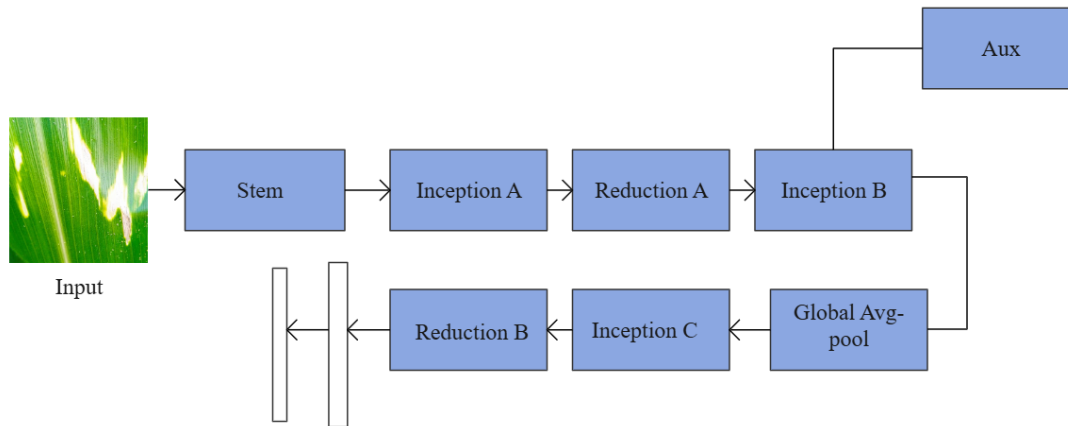 Aux
Stem
Inception A
Reduction A
Inception B
Input
Reduction B
Inception C
Global Avg-
pool